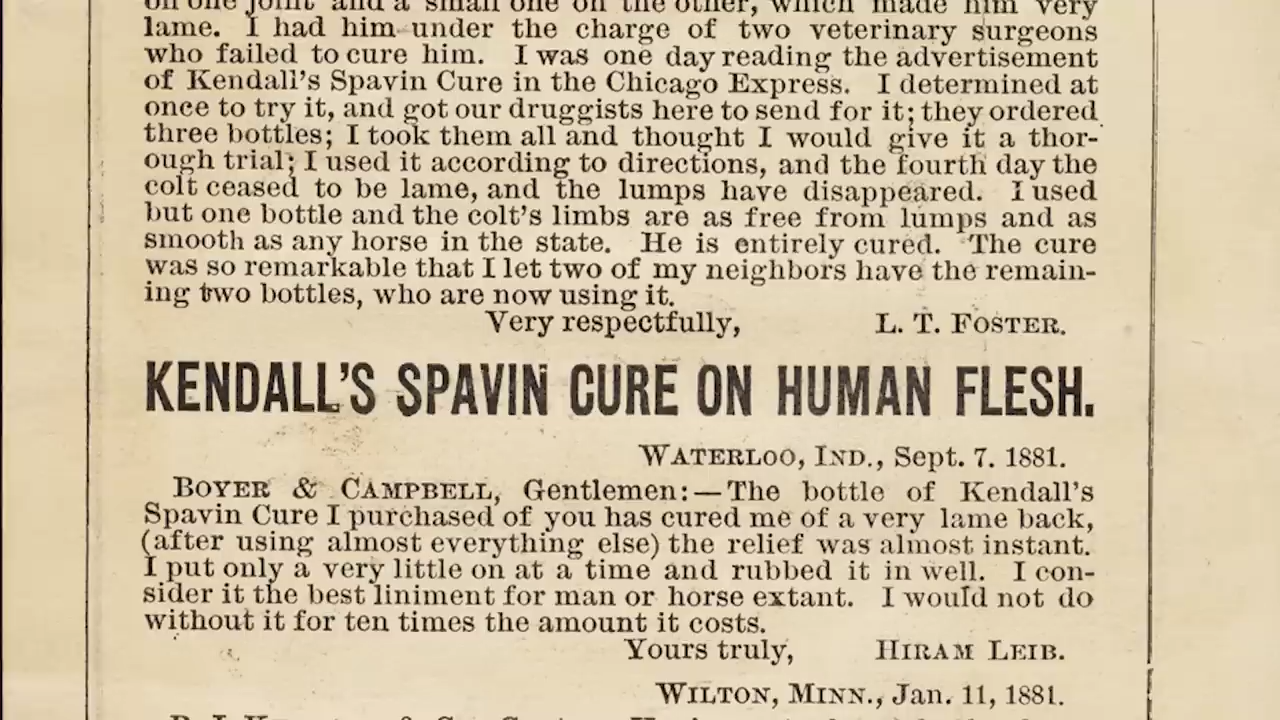 on one joint and a small one on the other, which made him very
lame. I had him under the charge of two veterinary surgeons
who failed to cure him. I was one day reading the advertisement
of Kendall's Spavin Cure in the Chicago Express. I determined at
once to try it, and got our druggists here to send for it; they ordered
three bottles; I took them all and thought I would give it a thor-
ough trial; I used it according to directions, and the fourth day the
colt ceased to be lame, and the lumps have disappeared. I used
but one bottle and the colt's limbs are as free from lumps and as
smooth as any horse in the state. He is entirely cured. The cure
was so remarkable that I let two of my neighbors have the remain-
ing two bottles, who are now using it.
Very respectfully, L. T. FOSTER.
KENDALL'S SPAVIN CURE ON HUMAN FLESH.
WATERLOO, IND., Sept. 7. 1881.
BOYER & CAMPBELL, Gentlemen:—The bottle of Kendall's
Spavin Cure I purchased of you has cured me of a very lame back,
(after using almost everything else) the relief was almost instant.
I put only a very little on at a time and rubbed it in well. I con-
sider it the best liniment for man or horse extant. I would not do
without it for ten times the amount it costs.
Yours truly, HIRAM LEIB.
WILTON, MINN., Jan. 11, 1881.